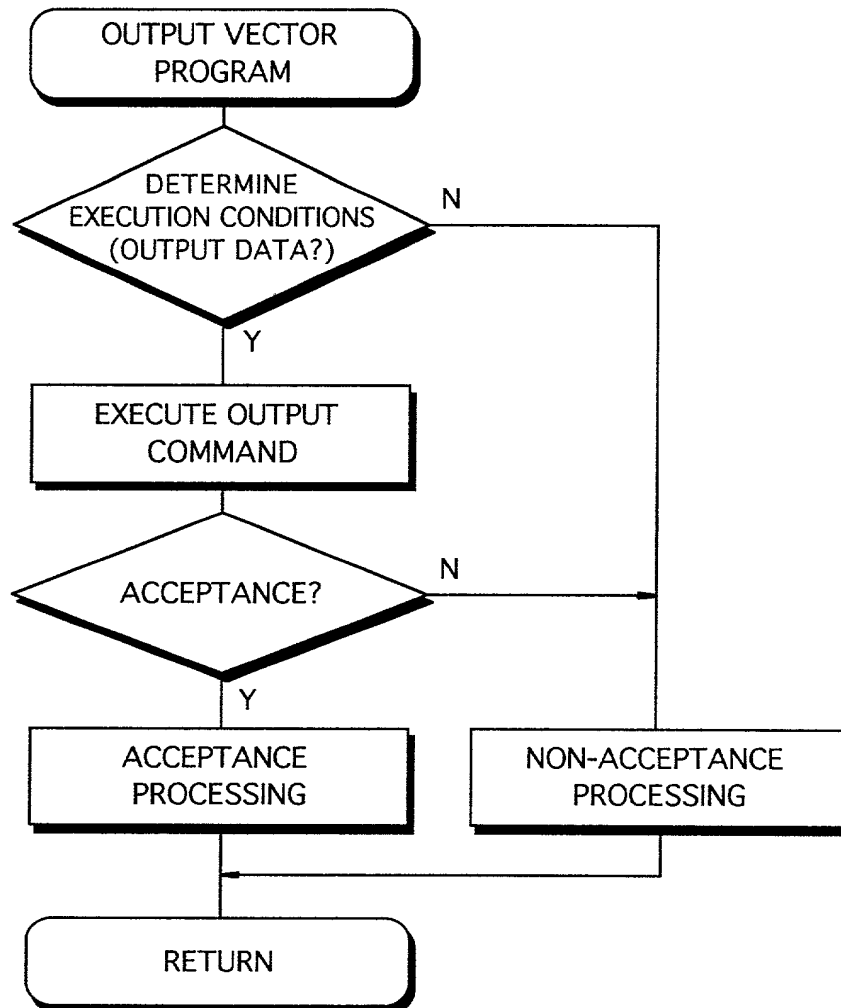 OUTPUT VECTOR
PROGRAM
DETERMINE
EXECUTION CONDITIONS
(OUTPUT DATA?)
N
Y
EXECUTE OUTPUT
COMMAND
ACCEPTANCE?
N
Y
ACCEPTANCE
PROCESSING
NON-ACCEPTANCE
PROCESSING
RETURN